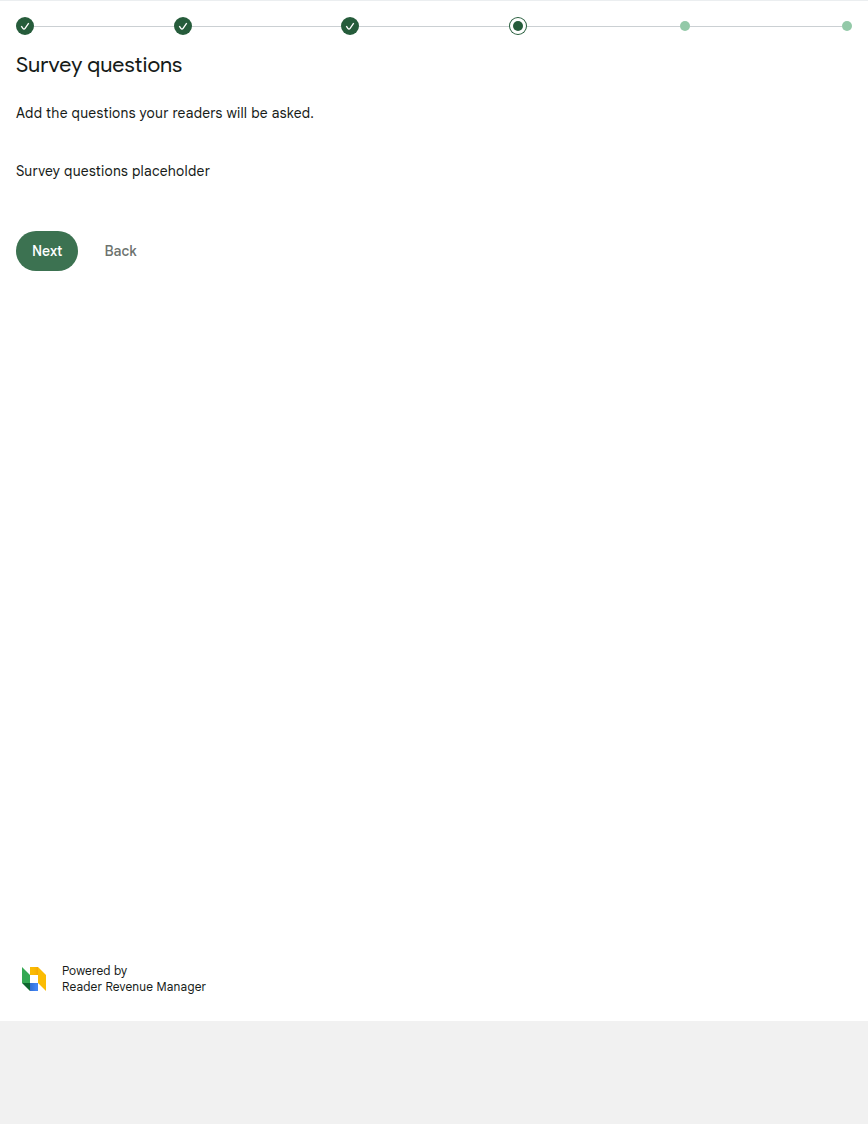 Survey questions
Add the questions your readers will be asked.
Survey questions placeholder
Next
Back
Powered by
Reader Revenue Manager